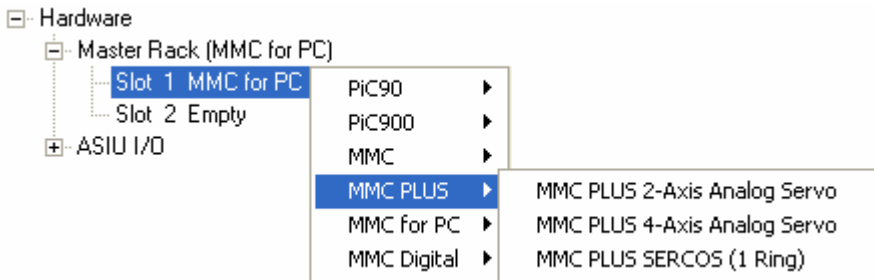 Hardware
Master Rack (MMC for PC)
Slot 1 MMC for PC
Slot 2 Empty
ASIU I/O
PiC90
PiC900
MMC
MMC PLUS
MMC for PC
MMC Digital
MMC PLUS 2-Axis Analog Servo
MMC PLUS 4-Axis Analog Servo
MMC PLUS SERCOS (1 Ring)